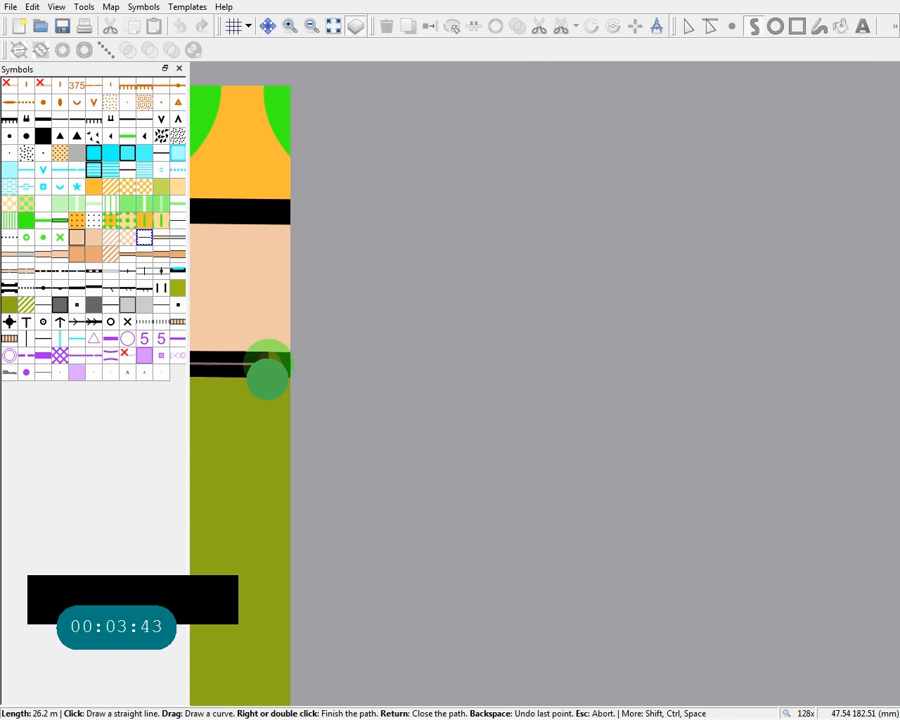 File Edit View Tools Map Symbols Templates Help
Symbols
375
5 5
00:03:43
Length: 26.2 m | Click: Draw a straight line. Drag: Draw a curve. Right or double click: Finish the path. Return: Close the path. Backspace: Undo last point. Esc: Abort. | More: Shift, Ctrl, Space 128x 47.54 182.51 (mm)